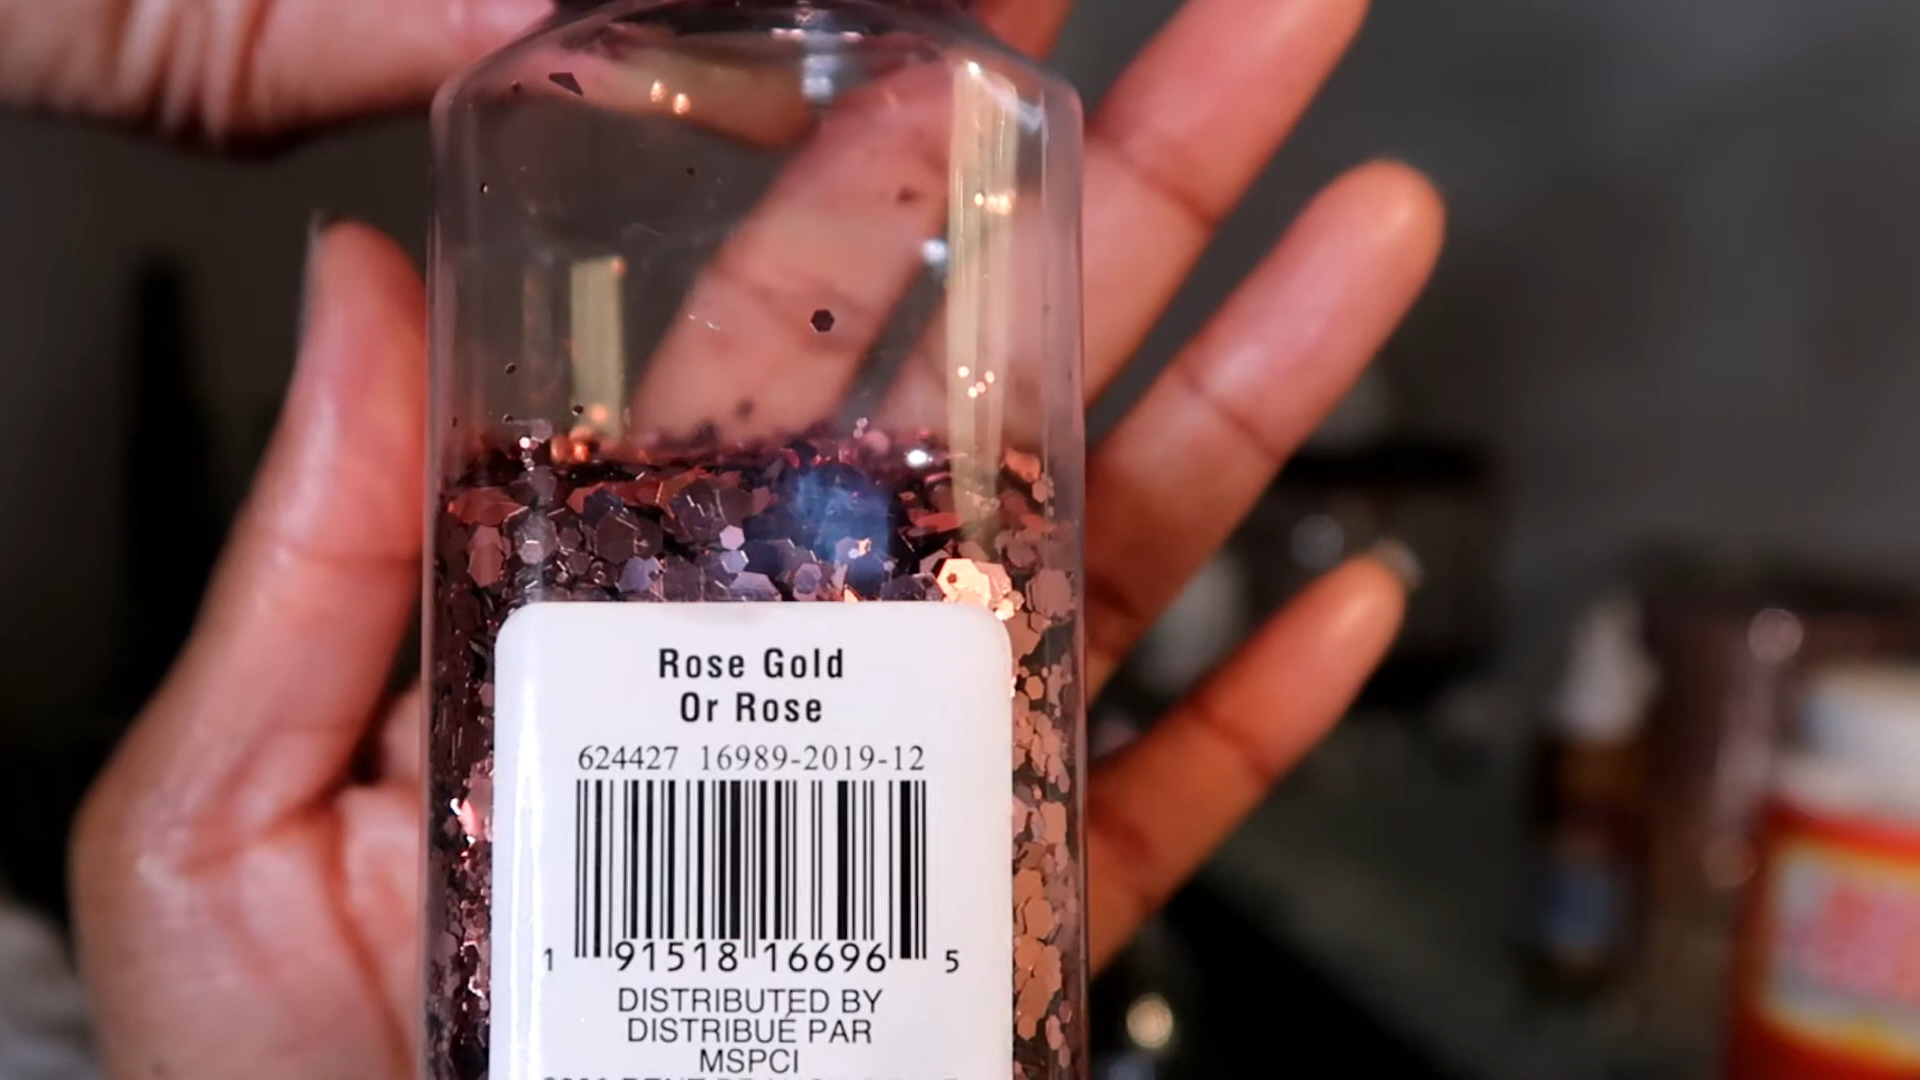 Rose Gold
Or Rose
624427 16989-2019-12
1 91518 16696 5
DISTRIBUTED BY
DISTRIBUÉ PAR
MSPCI